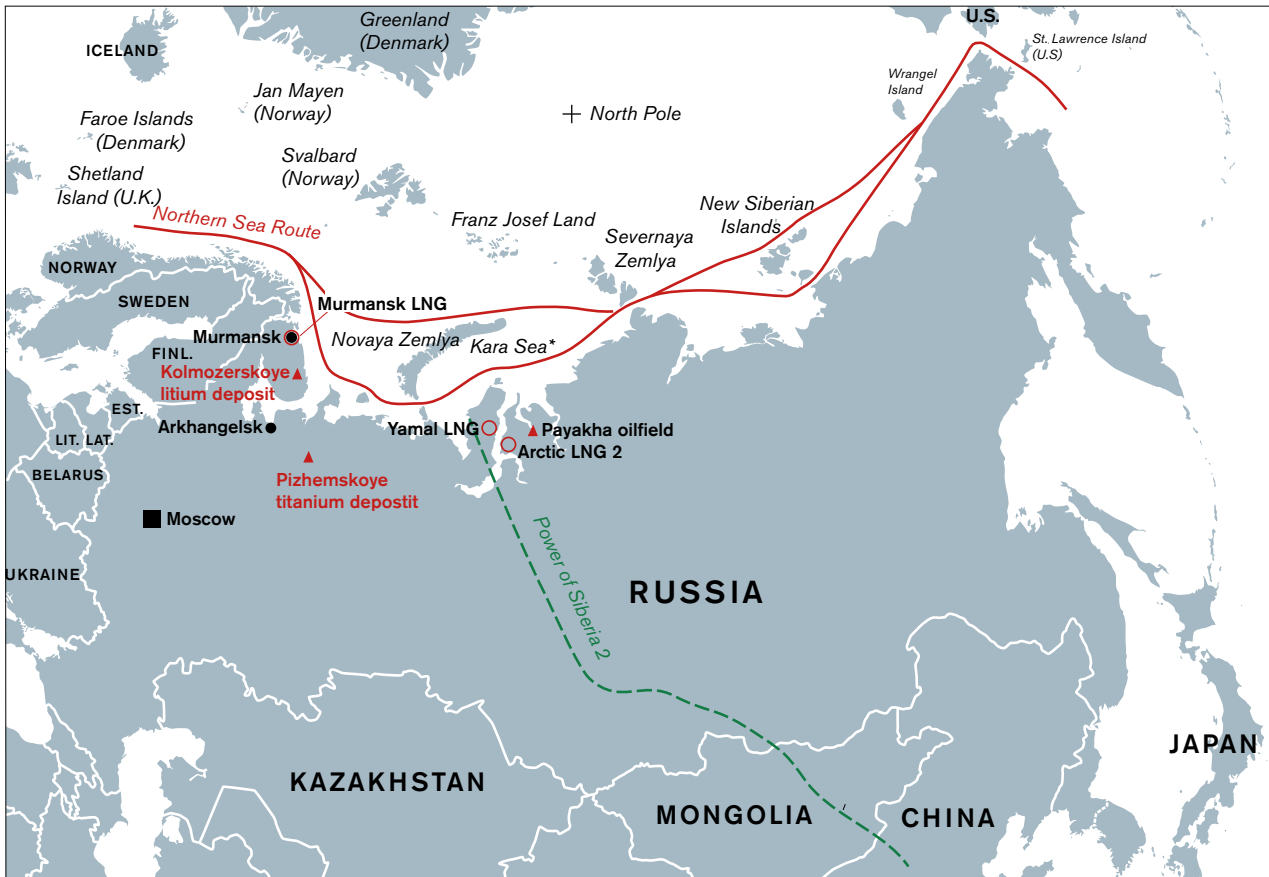 Greenland
(Denmark)
U.S.
ICELAND
St. Lawrence Island
(U.S)
Wrangel
Island
Jan Mayen
(Norway)
North Pole
Faroe Islands
(Denmark)
Svalbard
(Norway)
Shetland
Island (U.K.)
Northern Sea Route
Franz Josef Land
New Siberian
Islands
Severnaya
Zemlya
NORWAY
SWEDEN
Murmansk LNG
Murmansk
Novaya Zemlya
Kara Sea*
FINL.
Kolmozerskoye
litium deposit
EST.
Arkhangelsk
LIT.
LAT.
Yamal LNG
Payakha oilfield
Arctic LNG 2
BELARUS
Pizhemskoye
titanium depostit
Moscow
Power of Siberia 2
UKRAINE
RUSSIA
JAPAN
KAZAKHSTAN
MONGOLIA
CHINA